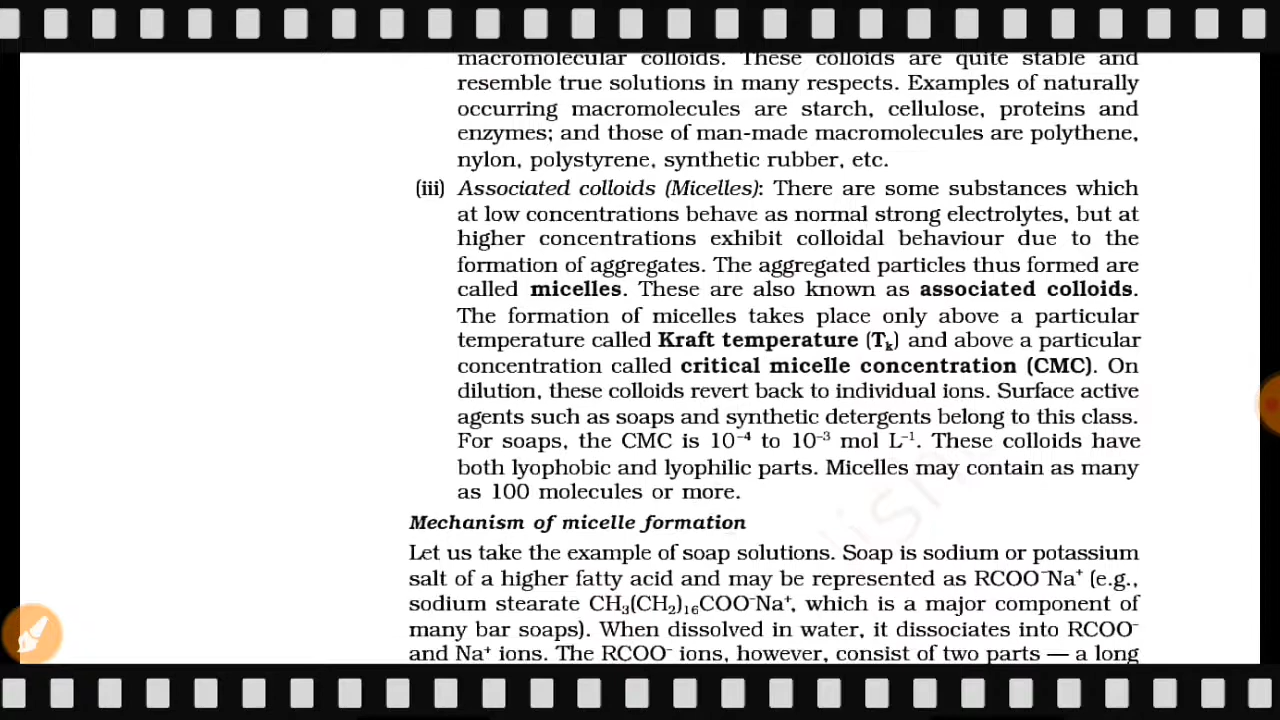 macromolecular colloids. These colloids are quite stable and
resemble true solutions in many respects. Examples of naturally
occurring macromolecules are starch, cellulose, proteins and
enzymes; and those of man-made macromolecules are polythene,
nylon, polystyrene, synthetic rubber, etc.
(iii) Associated colloids (Micelles): There are some substances which
at low concentrations behave as normal strong electrolytes, but at
higher concentrations exhibit colloidal behaviour due to the
formation of aggregates. The aggregated particles thus formed are
called micelles. These are also known as associated colloids.
The formation of micelles takes place only above a particular
temperature called Kraft temperature (Tₖ) and above a particular
concentration called critical micelle concentration (CMC). On
dilution, these colloids revert back to individual ions. Surface active
agents such as soaps and synthetic detergents belong to this class.
For soaps, the CMC is 10⁻⁴ to 10⁻³ mol L⁻¹. These colloids have
both lyophobic and lyophilic parts. Micelles may contain as many
as 100 molecules or more.
Mechanism of micelle formation
Let us take the example of soap solutions. Soap is sodium or potassium
salt of a higher fatty acid and may be represented as RCOO⁻Na⁺ (e.g.,
sodium stearate CH₃(CH₂)₁₆COO⁻Na⁺, which is a major component of
many bar soaps). When dissolved in water, it dissociates into RCOO⁻
and Na⁺ ions. The RCOO⁻ ions, however, consist of two parts — a long